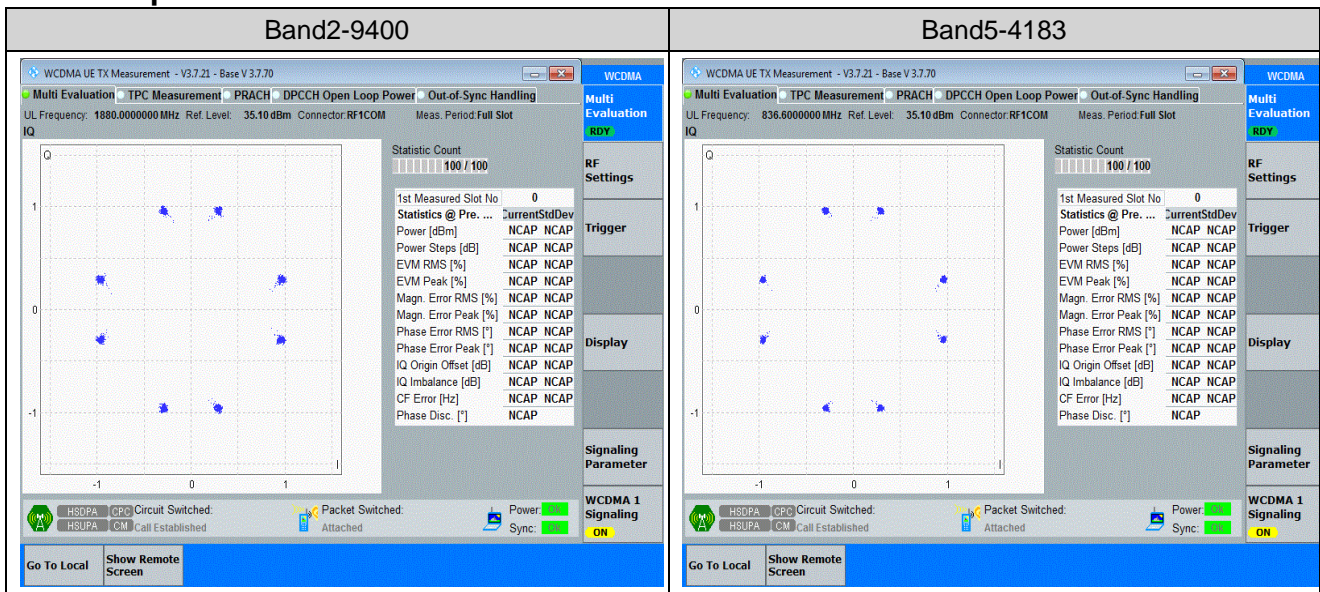 Band2-9400
WCDMA UE TX Measurement - V3.7.21 - Base V 3.7.70
WCDMA
Multi Evaluation TPC Measurement PRACH DPCCH Open Loop Power Out-of-Sync Handling
Multi
Evaluation
RDY
UL Frequency: 1880.0000000 MHz Ref. Level: 35.10 dBm Connector:RF1COM Meas. Period:Full Slot
IQ
Q
1
0
-1
-1 0 1
I
Statistic Count
100 / 100
1st Measured Slot No 0
Statistics @ Pre. ... CurrentStdDev
Power [dBm] NCAP NCAP
Power Steps [dB] NCAP NCAP
EVM RMS [%] NCAP NCAP
EVM Peak [%] NCAP NCAP
Magn. Error RMS [%] NCAP NCAP
Magn. Error Peak [%] NCAP NCAP
Phase Error RMS [°] NCAP NCAP
Phase Error Peak [°] NCAP NCAP
IQ Origin Offset [dB] NCAP NCAP
IQ Imbalance [dB] NCAP NCAP
CF Error [Hz] NCAP NCAP
Phase Disc. [°] NCAP
RF
Settings
Trigger
Display
Signaling
Parameter
WCDMA 1
Signaling
ON
HSDPA CPC Circuit Switched:
HSUPA CM Call Established
Packet Switched:
Attached
Power: OK
Sync: OK
Go To Local
Show Remote
Screen
Band5-4183
WCDMA UE TX Measurement - V3.7.21 - Base V 3.7.70
WCDMA
Multi Evaluation TPC Measurement PRACH DPCCH Open Loop Power Out-of-Sync Handling
Multi
Evaluation
RDY
UL Frequency: 836.6000000 MHz Ref. Level: 35.10 dBm Connector:RF1COM Meas. Period:Full Slot
IQ
Q
1
0
-1
-1 0 1
I
Statistic Count
100 / 100
1st Measured Slot No 0
Statistics @ Pre. ... CurrentStdDev
Power [dBm] NCAP NCAP
Power Steps [dB] NCAP NCAP
EVM RMS [%] NCAP NCAP
EVM Peak [%] NCAP NCAP
Magn. Error RMS [%] NCAP NCAP
Magn. Error Peak [%] NCAP NCAP
Phase Error RMS [°] NCAP NCAP
Phase Error Peak [°] NCAP NCAP
IQ Origin Offset [dB] NCAP NCAP
IQ Imbalance [dB] NCAP NCAP
CF Error [Hz] NCAP NCAP
Phase Disc. [°] NCAP
RF
Settings
Trigger
Display
Signaling
Parameter
WCDMA 1
Signaling
ON
HSDPA CPC Circuit Switched:
HSUPA CM Call Established
Packet Switched:
Attached
Power: OK
Sync: OK
Go To Local
Show Remote
Screen